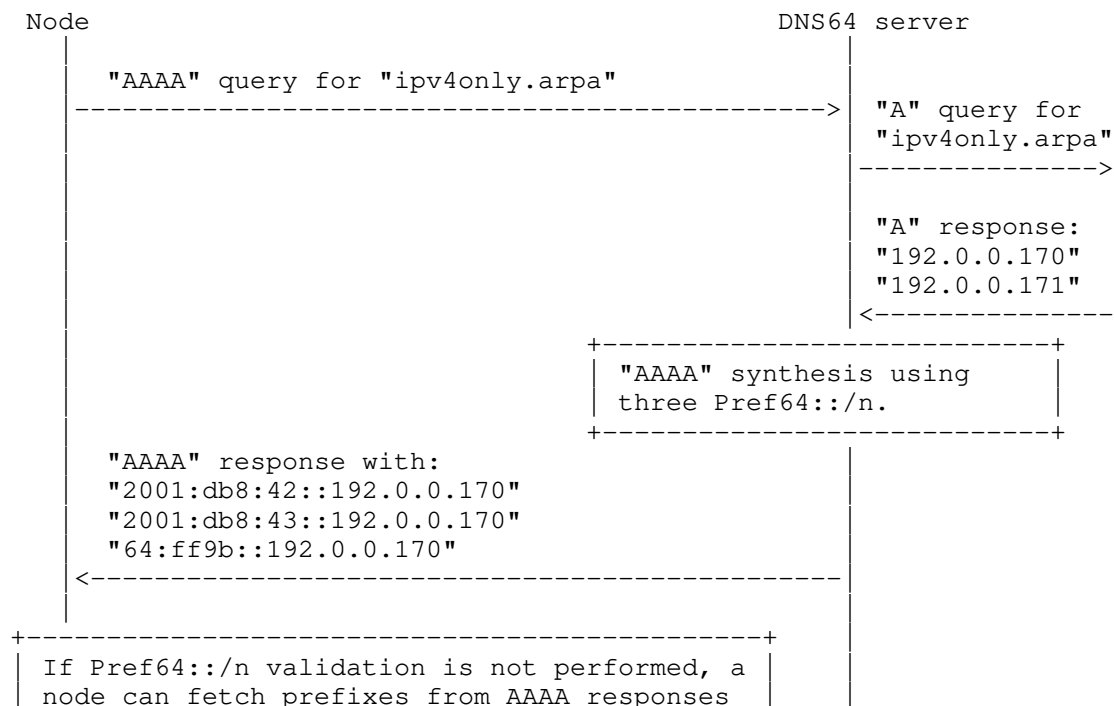 Node
DNS64 server
"AAAA" query for "ipv4only.arpa"
"A" query for
"ipv4only.arpa"
"A" response:
"192.0.0.170"
"192.0.0.171"
"AAAA" synthesis using
three Pref64::/n.
"AAAA" response with:
"2001:db8:42::192.0.0.170"
"2001:db8:43::192.0.0.170"
"64:ff9b::192.0.0.170"
If Pref64::/n validation is not performed, a
node can fetch prefixes from AAAA responses